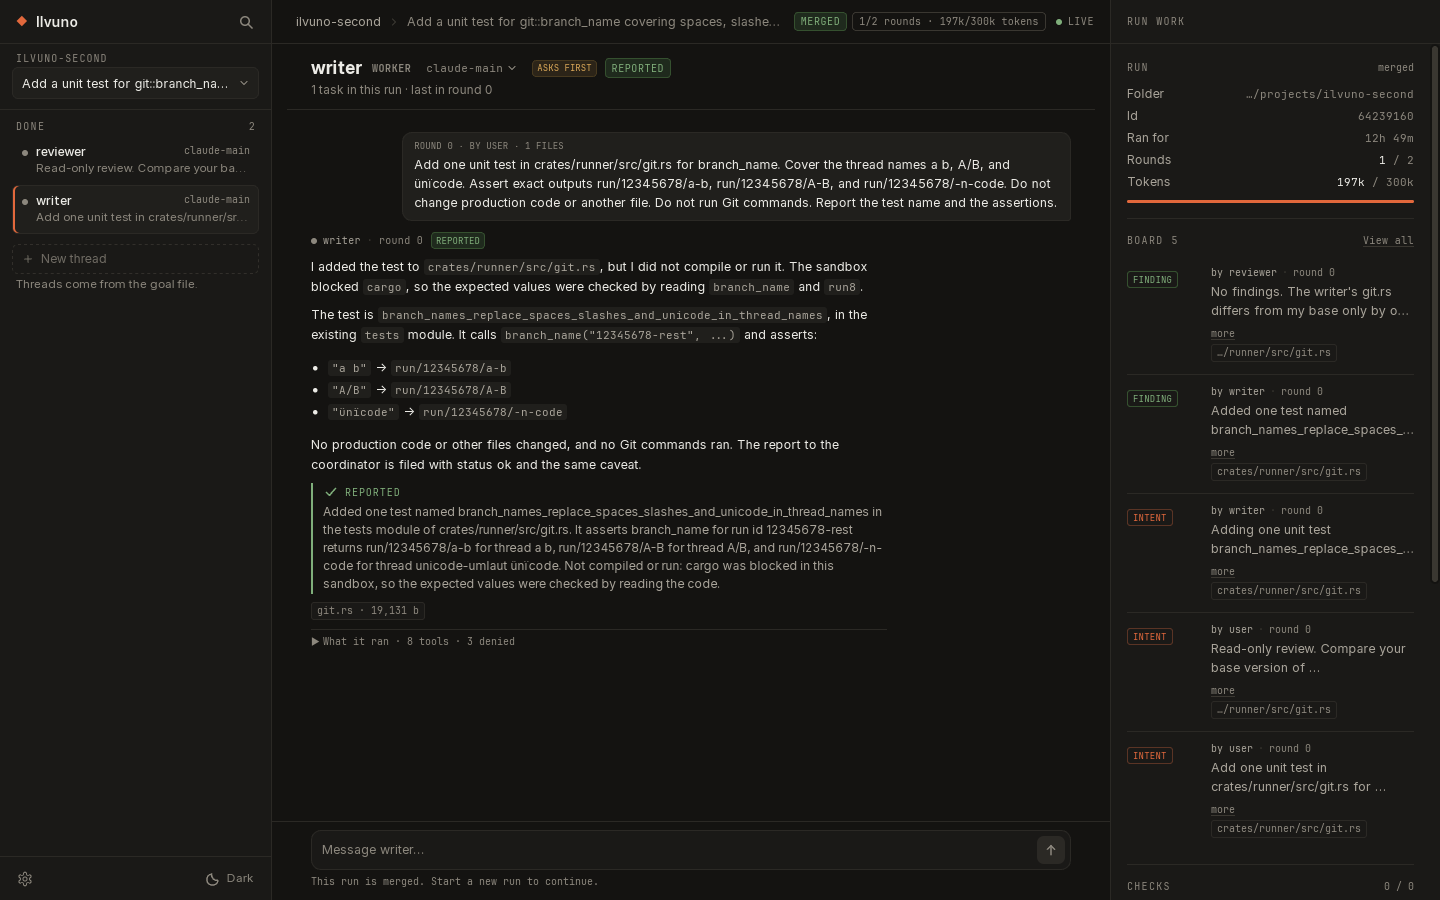 Ilvuno
ILVUNO-SECOND
Add a unit test for git::branch_na...
DONE 2
reviewer claude-main
Read-only review. Compare your ba...
writer claude-main
Add one unit test in crates/runner/sr...
+ New thread
Threads come from the goal file.
Dark
ilvuno-second > Add a unit test for git::branch_name covering spaces, slashe... MERGED 1/2 rounds · 197k/300k tokens LIVE
writer WORKER claude-main ASKS FIRST REPORTED
1 task in this run · last in round 0
ROUND 0 · BY USER · 1 FILES
Add one unit test in crates/runner/src/git.rs for branch_name. Cover the thread names a b, A/B, and
ünïcode. Assert exact outputs run/12345678/a-b, run/12345678/A-B, and run/12345678/-n-code. Do not
change production code or another file. Do not run Git commands. Report the test name and the assertions.
writer · round 0 REPORTED
I added the test to crates/runner/src/git.rs, but I did not compile or run it. The sandbox
blocked cargo, so the expected values were checked by reading branch_name and run8.
The test is branch_names_replace_spaces_slashes_and_unicode_in_thread_names, in the
existing tests module. It calls branch_name("12345678-rest", ...) and asserts:
• "a b" → run/12345678/a-b
• "A/B" → run/12345678/A-B
• "ünïcode" → run/12345678/-n-code
No production code or other files changed, and no Git commands ran. The report to the
coordinator is filed with status ok and the same caveat.
✓ REPORTED
Added one test named branch_names_replace_spaces_slashes_and_unicode_in_thread_names in
the tests module of crates/runner/src/git.rs. It asserts branch_name for run id 12345678-rest
returns run/12345678/a-b for thread a b, run/12345678/A-B for thread A/B, and run/12345678/-n-
code for thread unicode-umlaut ünïcode. Not compiled or run: cargo was blocked in this
sandbox, so the expected values were checked by reading the code.
git.rs · 19,131 b
▶ What it ran · 8 tools · 3 denied
Message writer...
This run is merged. Start a new run to continue.
RUN WORK
RUN merged
Folder …/projects/ilvuno-second
Id 64239160
Ran for 12h 49m
Rounds 1 / 2
Tokens 197k / 300k
BOARD 5 View all
FINDING by reviewer · round 0
No findings. The writer's git.rs
differs from my base only by o...
more
…/runner/src/git.rs
FINDING by writer · round 0
Added one test named
branch_names_replace_spaces_...
more
crates/runner/src/git.rs
INTENT by writer · round 0
Adding one unit test
branch_names_replace_spaces_...
more
crates/runner/src/git.rs
INTENT by user · round 0
Read-only review. Compare your
base version of ...
more
…/runner/src/git.rs
INTENT by user · round 0
Add one unit test in
crates/runner/src/git.rs for ...
more
crates/runner/src/git.rs
CHECKS 0 / 0